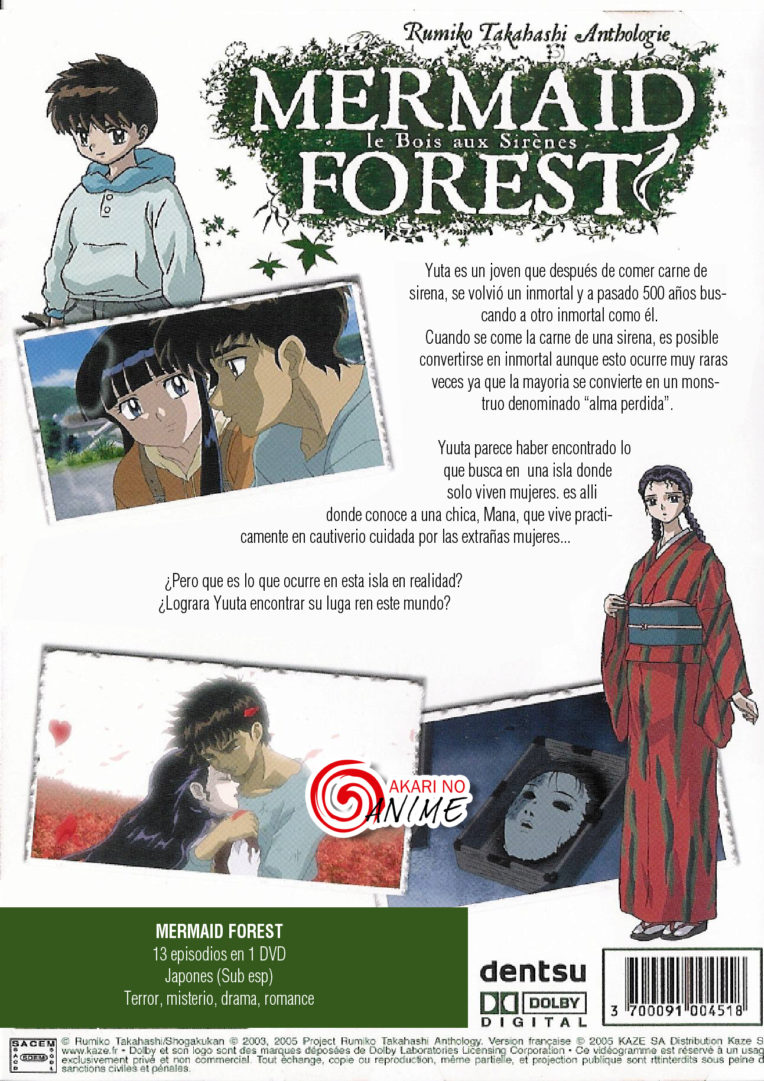 Rumiko Takahashi Anthologie
MERMAID
le Bois aux Sirènes
FOREST
Yuta es un joven que después de comer carne de
sirena, se volvió un inmortal y a pasado 500 años bus-
cando a otro inmortal como él.
Cuando se come la carne de una sirena, es posible
convertirse en inmortal aunque esto ocurre muy raras
veces ya que la mayoria se convierte en un mons-
truo denominado “alma perdida”.
Yuuta parece haber encontrado lo
que busca en una isla donde
solo viven mujeres. es alli
donde conoce a una chica, Mana, que vive practi-
camente en cautiverio cuidada por las extrañas mujeres...
¿Pero que es lo que ocurre en esta isla en realidad?
¿Lograra Yuuta encontrar su luga ren este mundo?
AKARI NO
ANIME
MERMAID FOREST
13 episodios en 1 DVD
Japones (Sub esp)
Terror, misterio, drama, romance
dentsu
DOLBY
DIGITAL
3 700091 004518
SACEM
© Rumiko Takahashi/Shogakukan © 2003, 2005 Project Rumiko Takahashi Anthology. Version française © 2005 KAZE SA Distribution Kaze S
www.kaze.fr • Dolby et son logo sont des marques déposées de Dolby Laboratories Licensing Corporation • Ce vidéogramme est réservé à un usag
exclusivement privé et non commercial. Tout échange, copie ou reproduction, même partielle, et projection publique sont rttinterdits sous peine d
sanctions civiles et pénales.